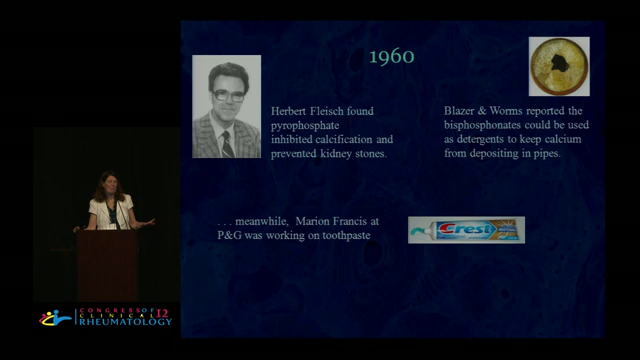 1960
Herbert Fleisch found
pyrophosphate
inhibited calcification and
prevented kidney stones.
Blazer & Worms reported the
bisphosphonates could be used
as detergents to keep calcium
from depositing in pipes.
. . . meanwhile, Marion Francis at
P&G was working on toothpaste
Crest
CONGRESS OF
CLINICAL 12
RHEUMATOLOGY